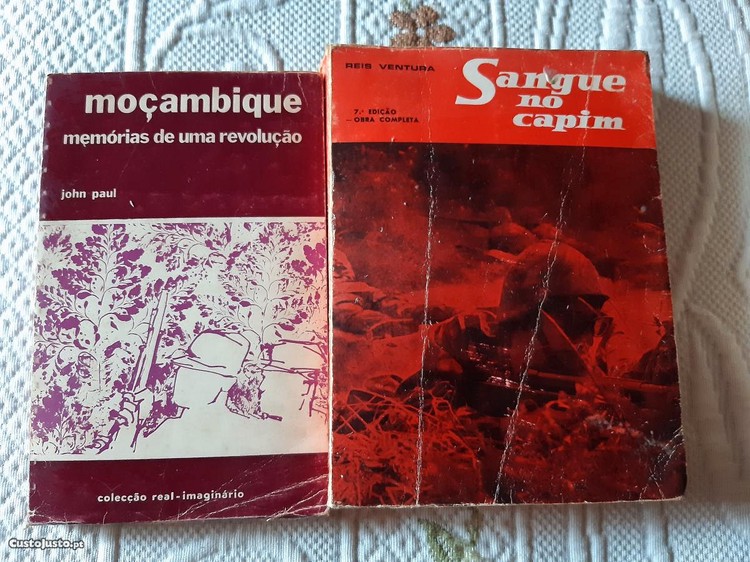 moçambique
memórias de uma revolução
john paul
colecção real-imaginário
REIS VENTURA
Sangue
no
capim
7.ª EDIÇÃO
— OBRA COMPLETA
CustoJusto.pt